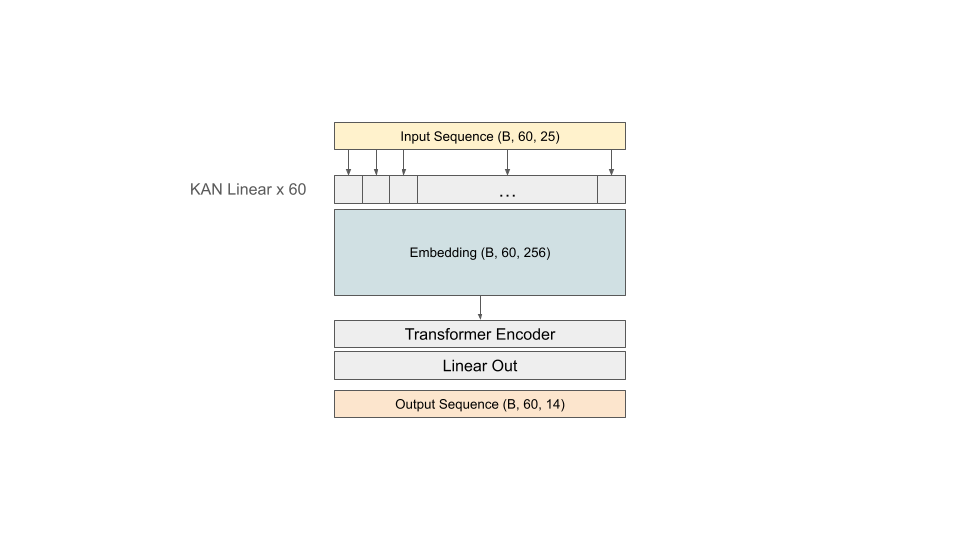 Input Sequence (B, 60, 25)
KAN Linear x 60
...
Embedding (B, 60, 256)
Transformer Encoder
Linear Out
Output Sequence (B, 60, 14)